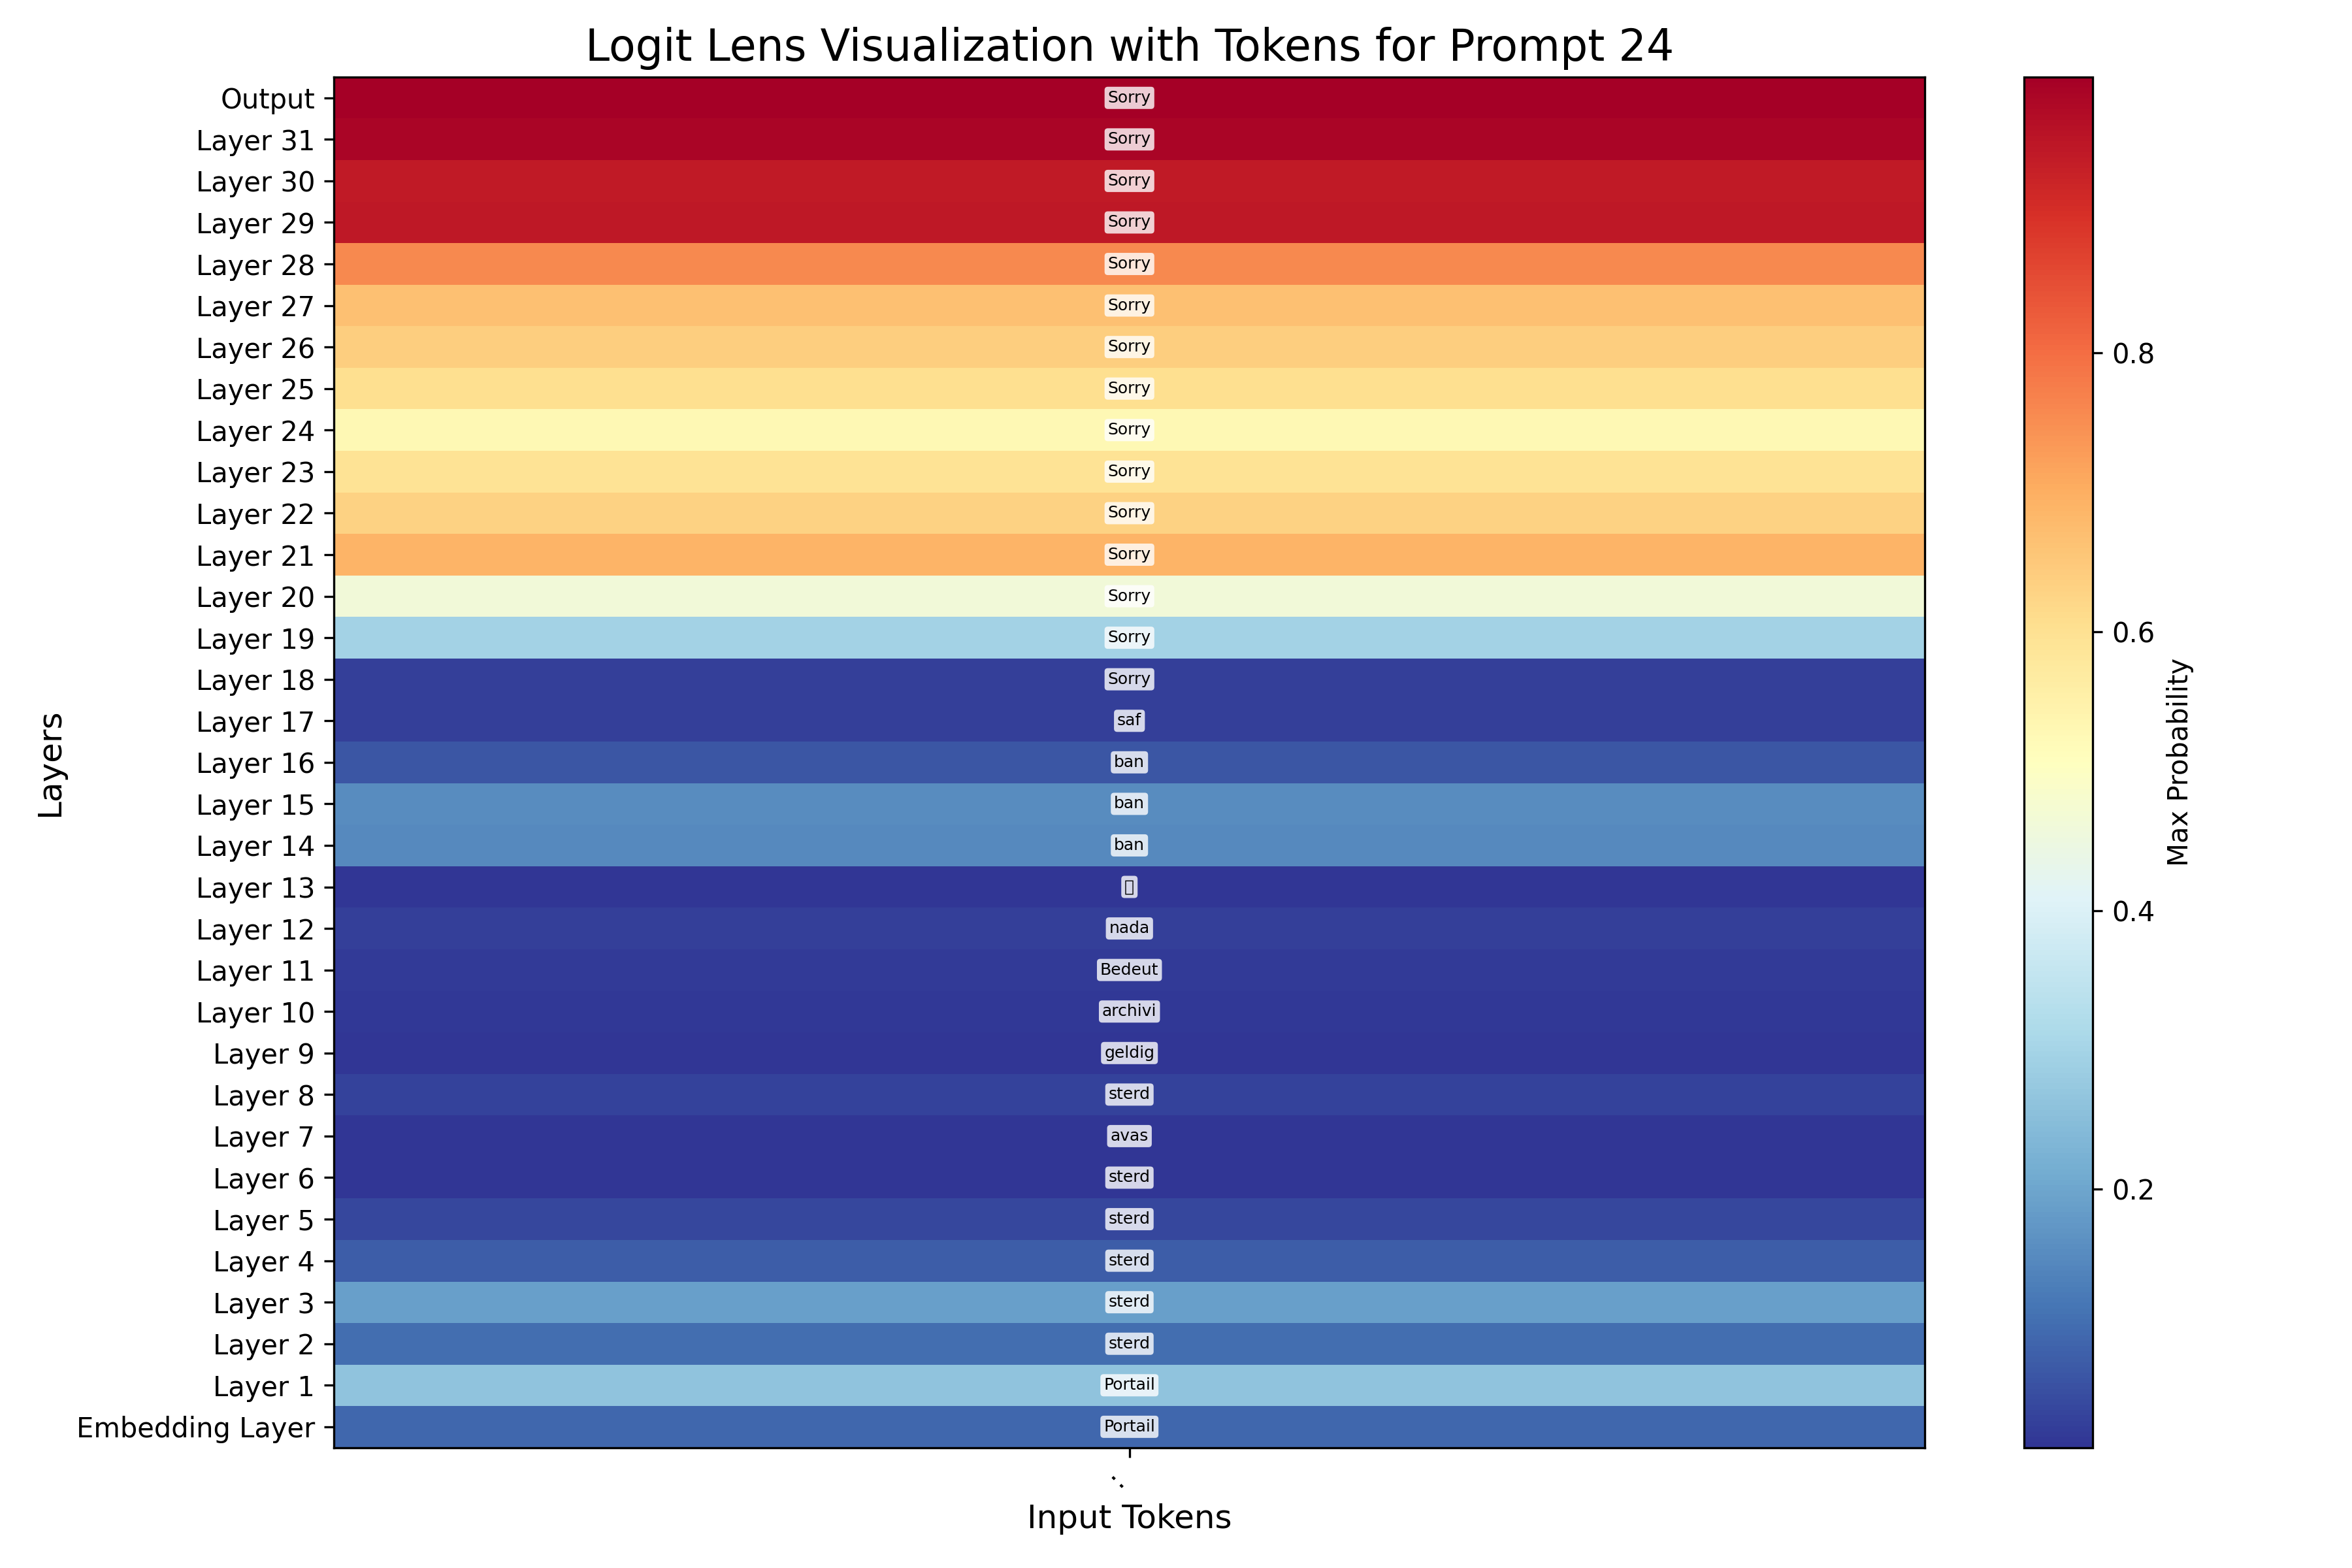 Logit Lens Visualization with Tokens for Prompt 24
Output Sorry
Layer 31 Sorry
Layer 30 Sorry
Layer 29 Sorry
Layer 28 Sorry
Layer 27 Sorry
Layer 26 Sorry
Layer 25 Sorry
Layer 24 Sorry
Layer 23 Sorry
Layer 22 Sorry
Layer 21 Sorry
Layer 20 Sorry
Layer 19 Sorry
Layer 18 Sorry
Layer 17 saf
Layer 16 ban
Layer 15 ban
Layer 14 ban
Layer 13
Layer 12 nada
Layer 11 Bedeut
Layer 10 archivi
Layer 9 geldig
Layer 8 sterd
Layer 7 avas
Layer 6 sterd
Layer 5 sterd
Layer 4 sterd
Layer 3 sterd
Layer 2 sterd
Layer 1 Portail
Embedding Layer Portail
:
Input Tokens
Layers
0.8
0.6
0.4
0.2
Max Probability